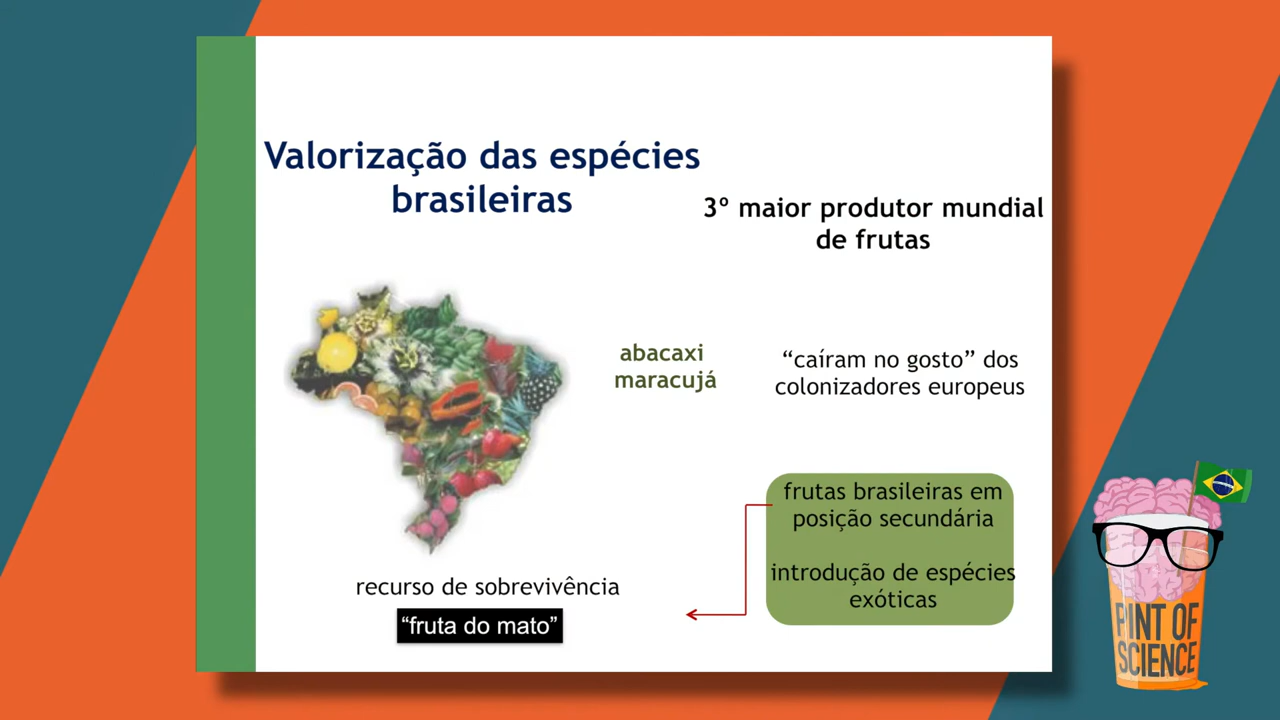 Valorização das espécies
brasileiras
3º maior produtor mundial
de frutas
abacaxi
maracujá
“caíram no gosto” dos
colonizadores europeus
frutas brasileiras em
posição secundária
introdução de espécies
exóticas
recurso de sobrevivência
“fruta do mato”
PINT OF
SCIENCE